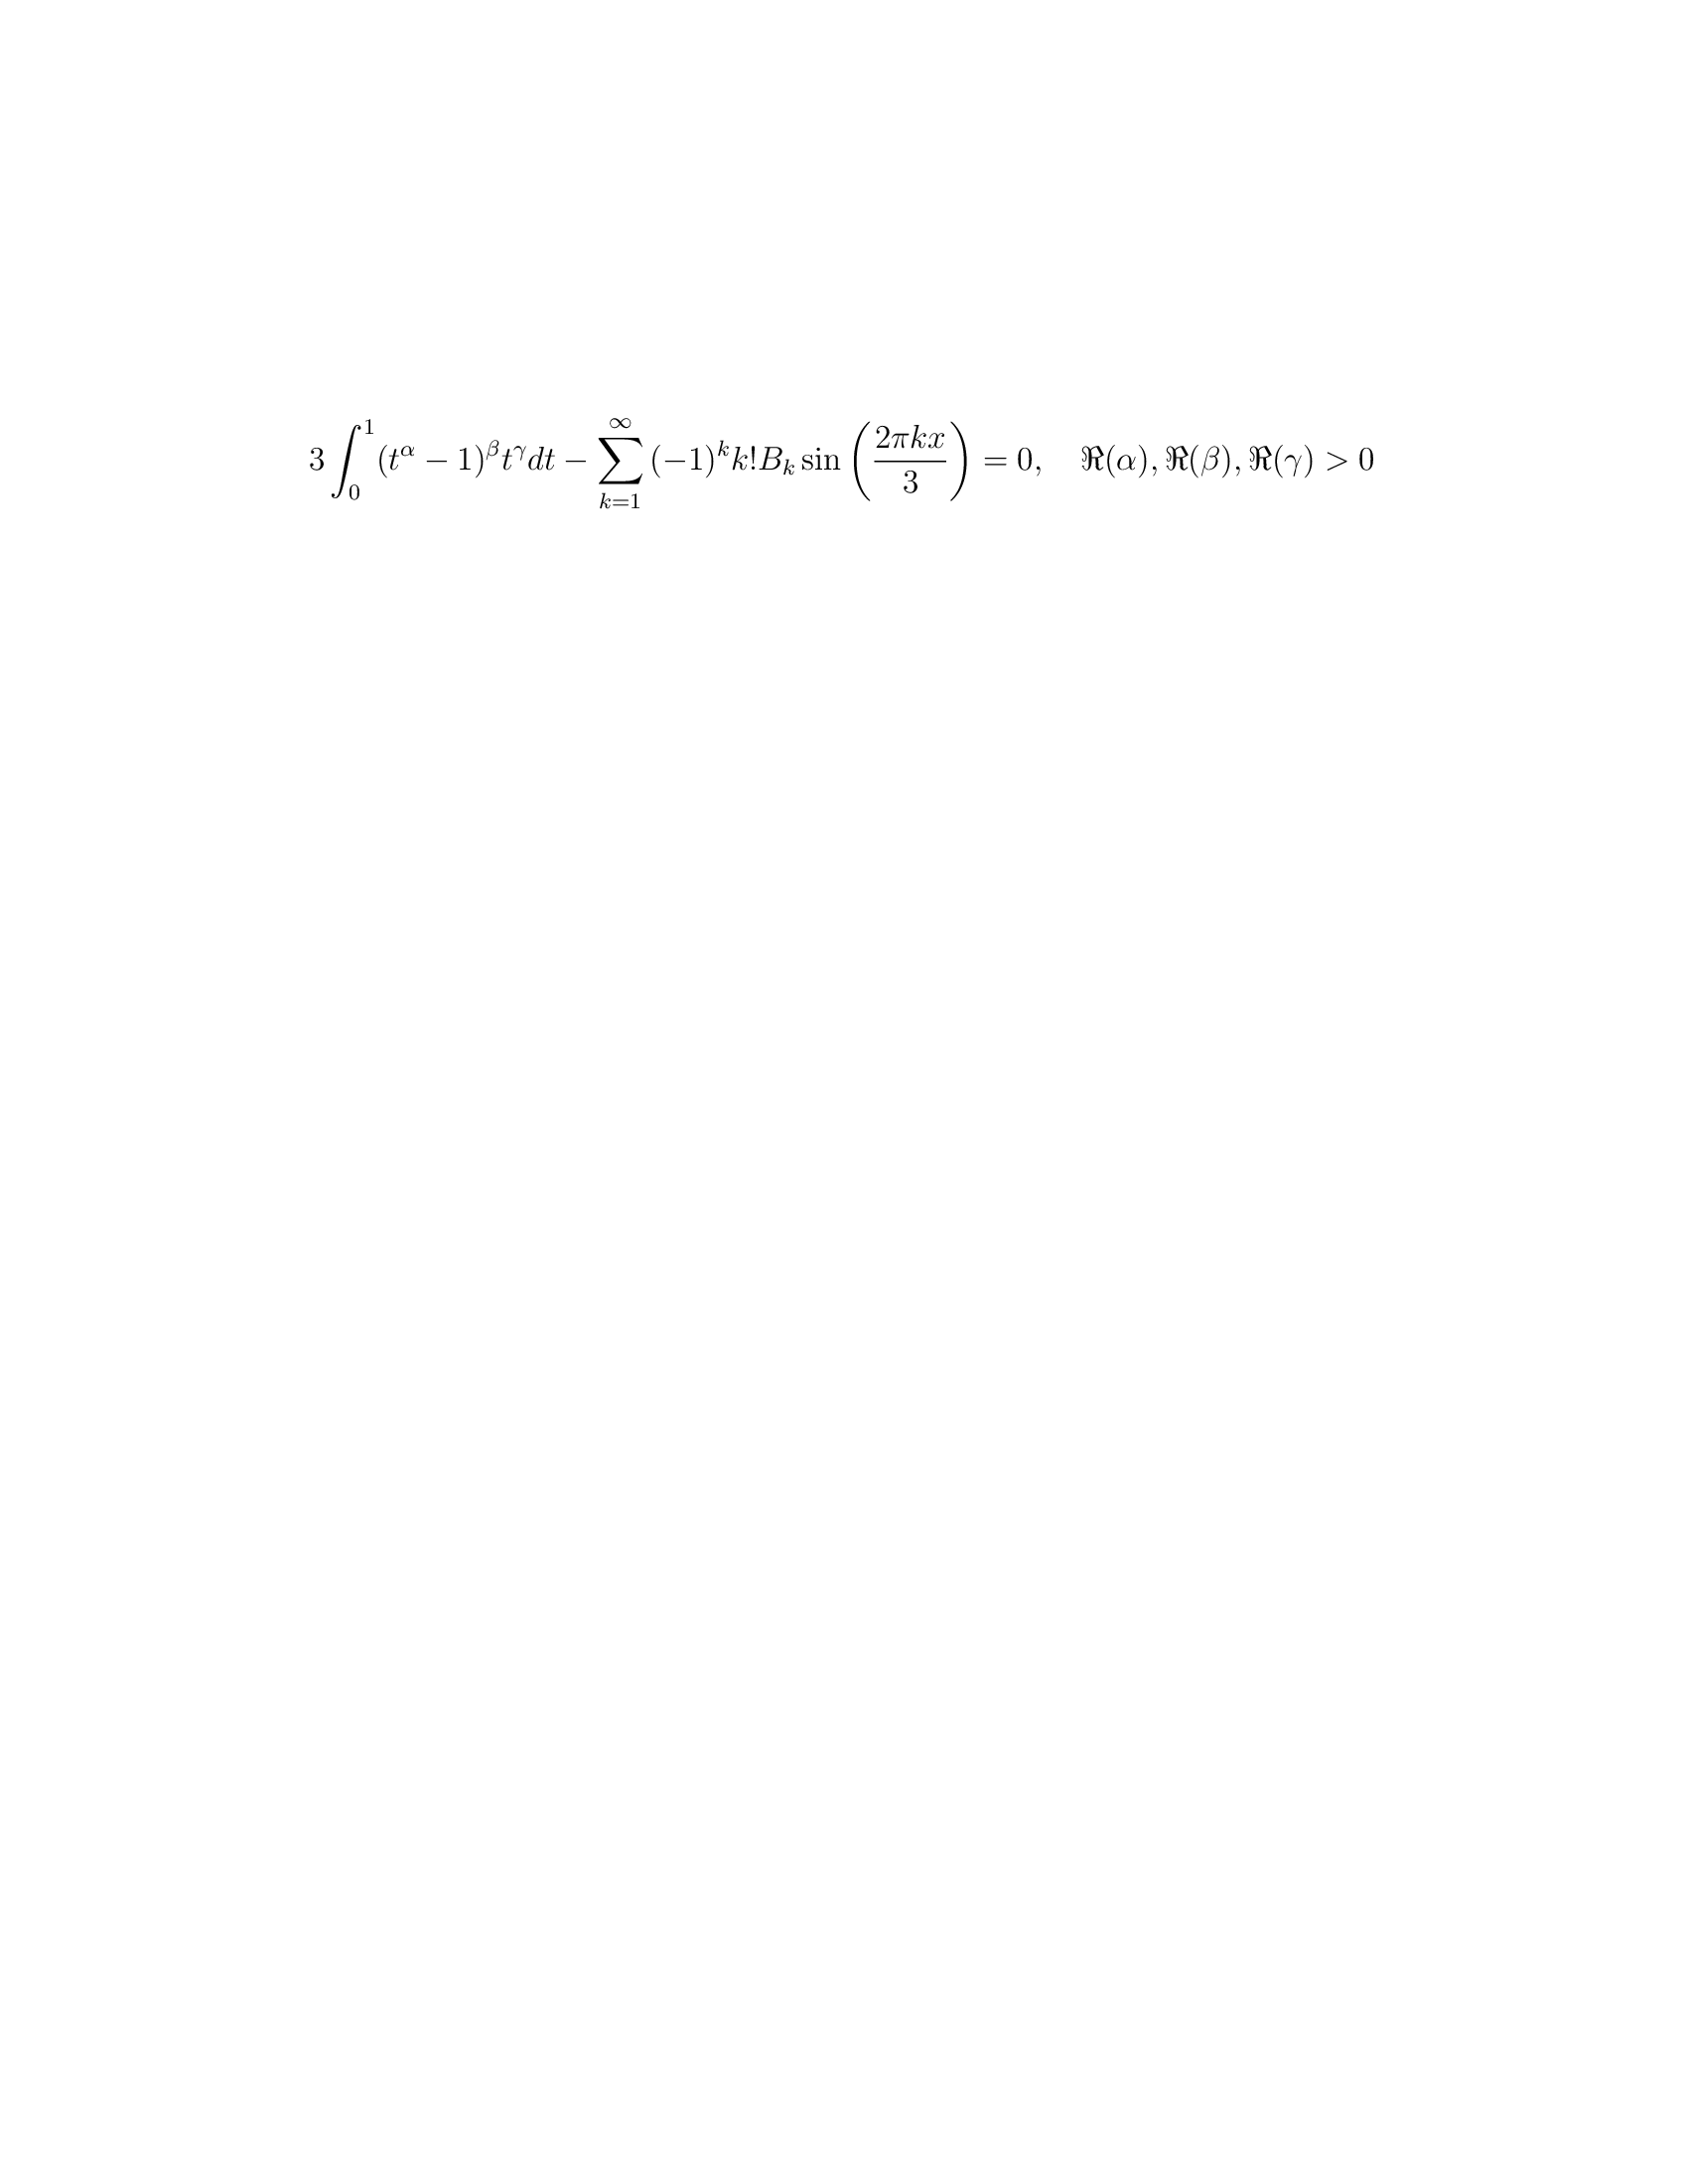 $$3\int_0^1 (t^\alpha - 1)^\beta t^\gamma dt - \sum_{k=1}^{\infty} (-1)^k k! B_k \sin\left(\frac{2\pi kx}{3}\right) = 0, \quad \Re(\alpha), \Re(\beta), \Re(\gamma) > 0$$